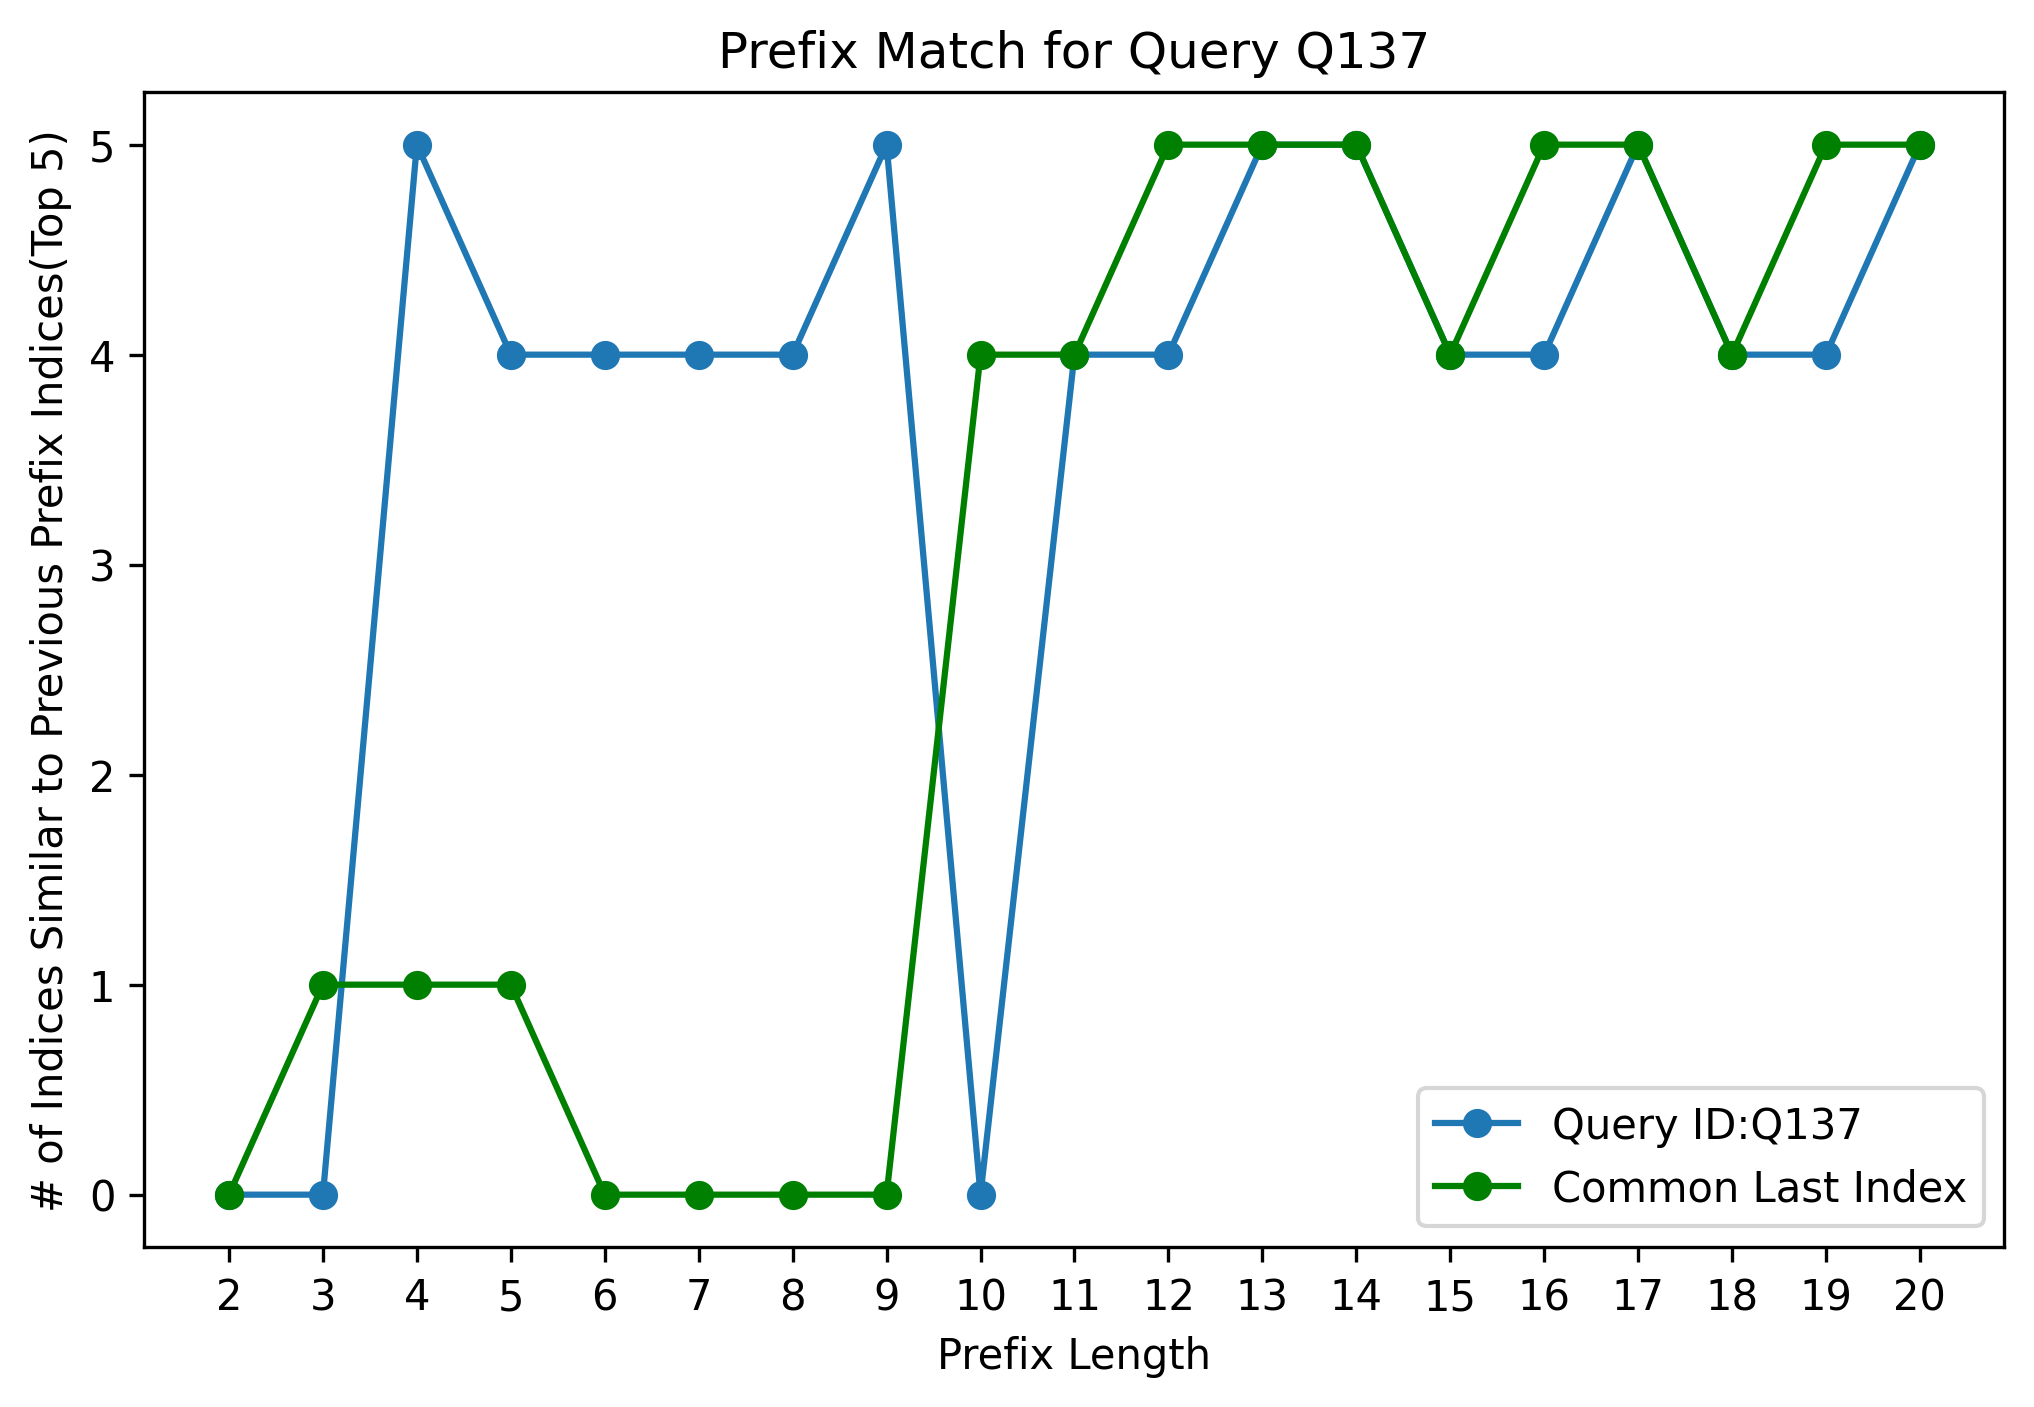 Prefix Match for Query Q137
# of Indices Similar to Previous Prefix Indices(Top 5)
5
4
3
2
1
0
Query ID:Q137
Common Last Index
2 3 4 5 6 7 8 9 10 11 12 13 14 15 16 17 18 19 20
Prefix Length